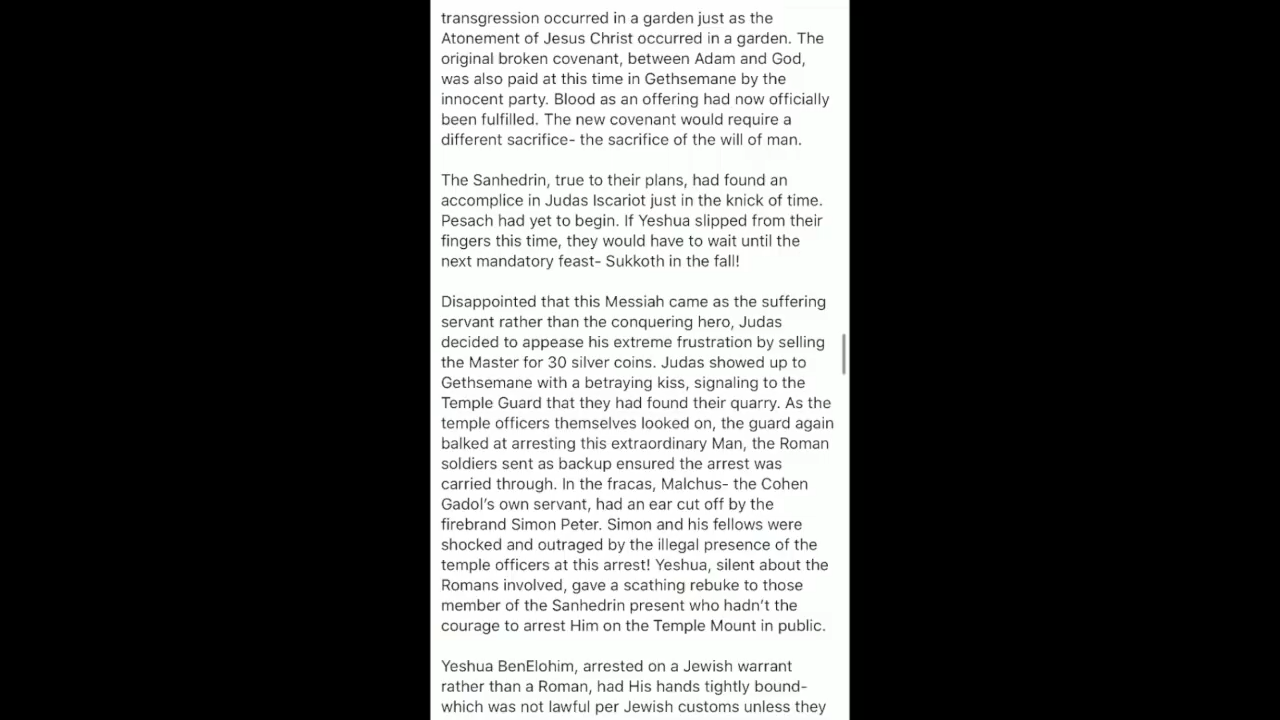 transgression occurred in a garden just as the
Atonement of Jesus Christ occurred in a garden. The
original broken covenant, between Adam and God,
was also paid at this time in Gethsemane by the
innocent party. Blood as an offering had now officially
been fulfilled. The new covenant would require a
different sacrifice- the sacrifice of the will of man.
The Sanhedrin, true to their plans, had found an
accomplice in Judas Iscariot just in the knick of time.
Pesach had yet to begin. If Yeshua slipped from their
fingers this time, they would have to wait until the
next mandatory feast- Sukkoth in the fall!
Disappointed that this Messiah came as the suffering
servant rather than the conquering hero, Judas
decided to appease his extreme frustration by selling
the Master for 30 silver coins. Judas showed up to
Gethsemane with a betraying kiss, signaling to the
Temple Guard that they had found their quarry. As the
temple officers themselves looked on, the guard again
balked at arresting this extraordinary Man, the Roman
soldiers sent as backup ensured the arrest was
carried through. In the fracas, Malchus- the Cohen
Gadol’s own servant, had an ear cut off by the
firebrand Simon Peter. Simon and his fellows were
shocked and outraged by the illegal presence of the
temple officers at this arrest! Yeshua, silent about the
Romans involved, gave a scathing rebuke to those
member of the Sanhedrin present who hadn’t the
courage to arrest Him on the Temple Mount in public.
Yeshua BenElohim, arrested on a Jewish warrant
rather than a Roman, had His hands tightly bound-
which was not lawful per Jewish customs unless they